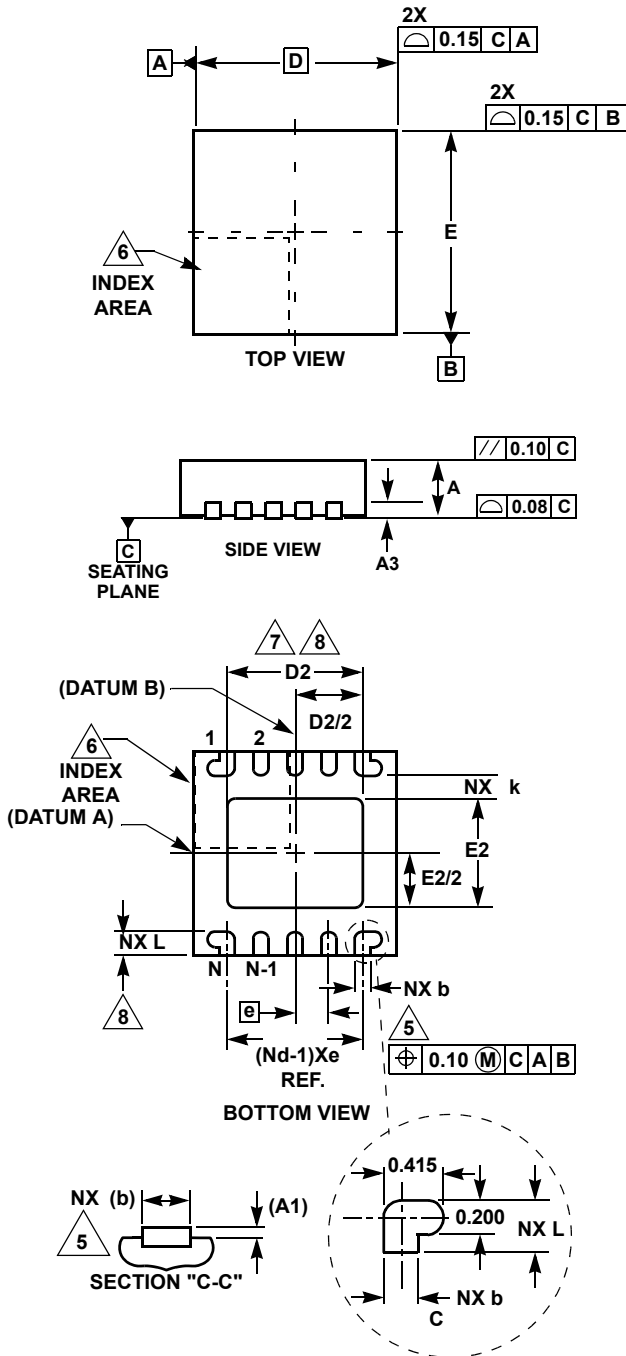 2X
⌓ 0.15 C A
A
D
2X
⌓ 0.15 C B
6
INDEX
AREA
E
TOP VIEW
B
// 0.10 C
A
⌓ 0.08 C
C
SEATING
PLANE
SIDE VIEW
A3
7 8
D2
(DATUM B)
D2/2
1 2
6
INDEX
AREA
(DATUM A)
NX k
E2
E2/2
NX L
8
N N-1
NX b
e
5
(Nd-1)Xe
REF.
⌖ 0.10 Ⓜ C A B
BOTTOM VIEW
NX (b)
(A1)
5
SECTION "C-C"
0.415
0.200
NX L
NX b
C